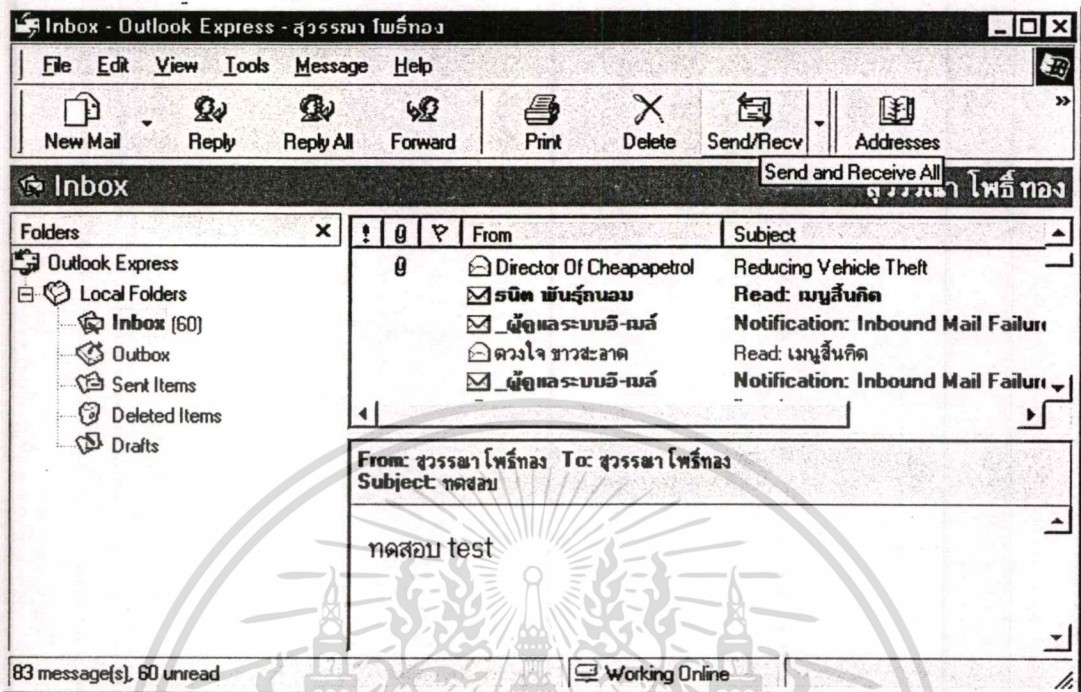 Inbox - Outlook Express - สุวรรณา โพธิ์ทอง
File Edit View Tools Message Help
New Mail Reply Reply All Forward Print Delete Send/Recv Addresses »
Send and Receive All
Inbox โพธิ์ ทอง
Folders × ! From Subject
Outlook Express Director Of Cheapapetrol Reducing Vehicle Theft
Local Folders ธนิต พันธุ์ถนอม Read: เมนูสิ้นคิด
Inbox (60) _ผู้ดูแลระบบอี-เมล์ Notification: Inbound Mail Failure
Outbox ดวงใจ ขาวสะอาด Read: เมนูสิ้นคิด
Sent Items _ผู้ดูแลระบบอี-เมล์ Notification: Inbound Mail Failure
Deleted Items
Drafts
From: สุวรรณา โพธิ์ทอง To: สุวรรณา โพธิ์ทอง
Subject: ทดสอบ
ทดสอบ test
83 message(s), 60 unread Working Online